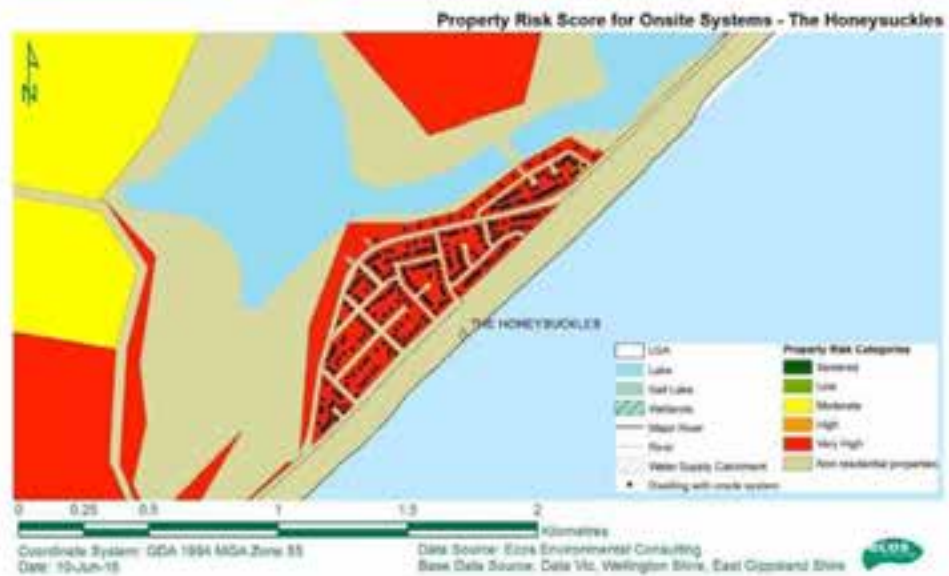 Property Risk Score for Onsite Systems - The Honeysuckles
N
THE HONEYSUCKLES
LGA
Lake
Salt Lake
Wetlands
Major River
River
Water Supply Catchment
Dwelling with onsite system
Property Risk Categories
Sewered
Low
Moderate
High
Very High
Non residential properties
0 0.25 0.5 1 1.5 2
Kilometres
Coordinate System: GDA 1994 MGA Zone 55
Date: 10-Jun-15
Data Source: Ecos Environmental Consulting
Base Data Source: Data Vic, Wellington Shire, East Gippsland Shire
ECOS